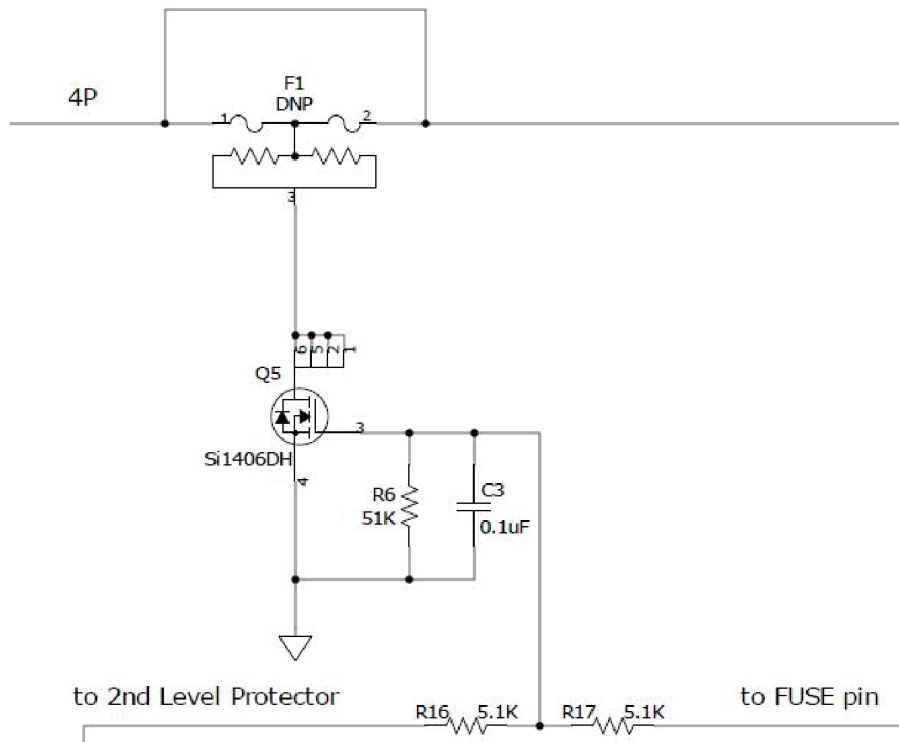 F1
DNP
4P
1
2
3
6
5
2
1
Q5
3
Si1406DH
4
R6
51K
C3
0.1uF
to 2nd Level Protector
to FUSE pin
R16
5.1K
R17
5.1K